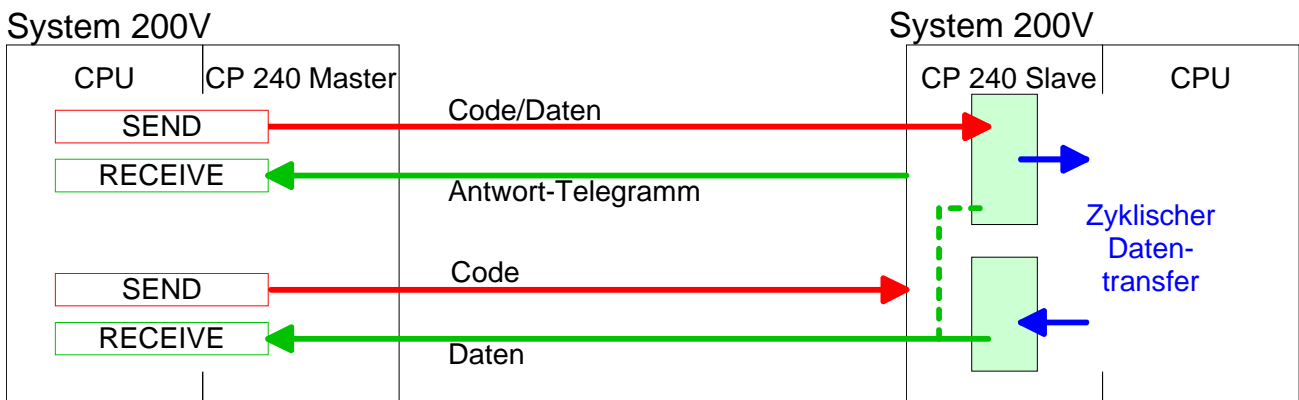 System 200V
System 200V
CPU
CP 240 Master
CP 240 Slave
CPU
SEND
Code/Daten
RECEIVE
Antwort-Telegramm
Zyklischer
Daten-
transfer
SEND
Code
RECEIVE
Daten